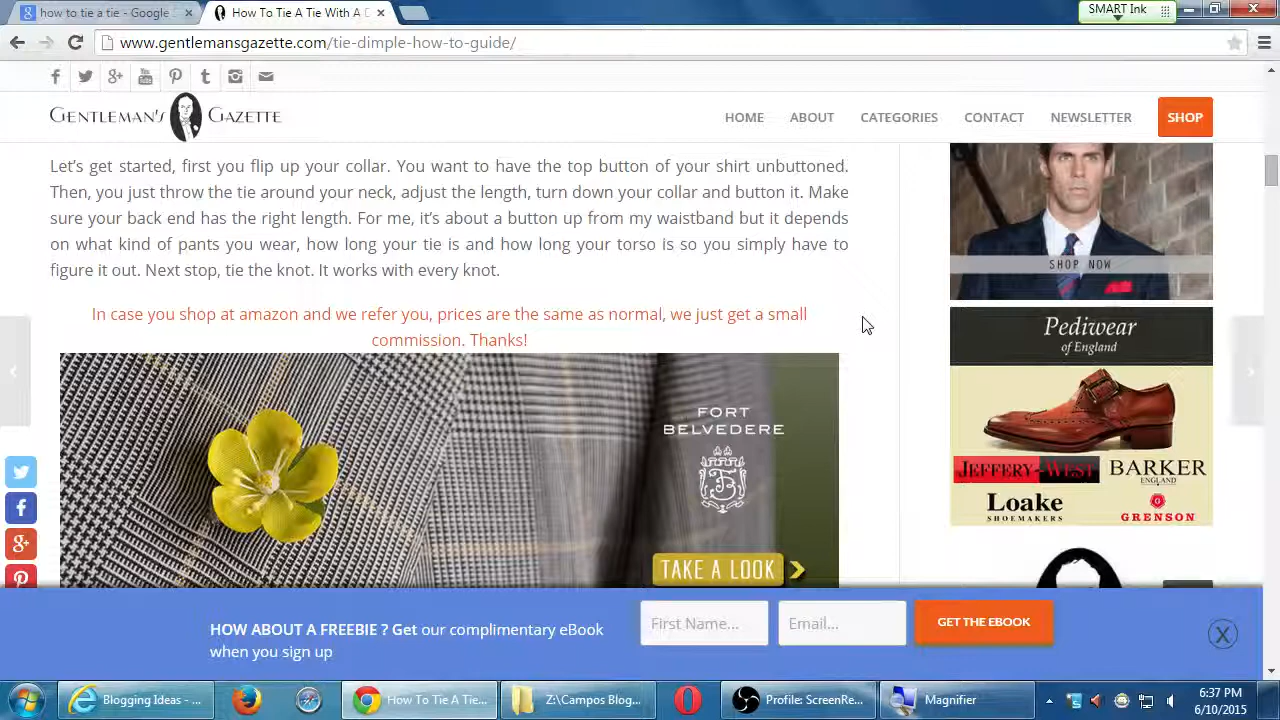 how to tie a tie - Google
How To Tie A Tie With A D
SMART Ink
www.gentlemansgazette.com/tie-dimple-how-to-guide/
GENTLEMAN'S GAZETTE
HOME ABOUT CATEGORIES CONTACT NEWSLETTER SHOP
Let's get started, first you flip up your collar. You want to have the top button of your shirt unbuttoned.
Then, you just throw the tie around your neck, adjust the length, turn down your collar and button it. Make
sure your back end has the right length. For me, it's about a button up from my waistband but it depends
on what kind of pants you wear, how long your tie is and how long your torso is so you simply have to
figure it out. Next stop, tie the knot. It works with every knot.
In case you shop at amazon and we refer you, prices are the same as normal, we just get a small
commission. Thanks!
FORT
BELVEDERE
TAKE A LOOK
SHOP NOW
Pediwear
of England
JEFFERY-WEST
BARKER
ENGLAND
Loake
SHOEMAKERS
GRENSON
HOW ABOUT A FREEBIE ? Get our complimentary eBook
when you sign up
First Name...
Email...
GET THE EBOOK
X
Blogging Ideas - ...
How To Tie A Tie...
Z:\Campos Blog...
Profile: ScreenRe...
Magnifier
6:37 PM
6/10/2015